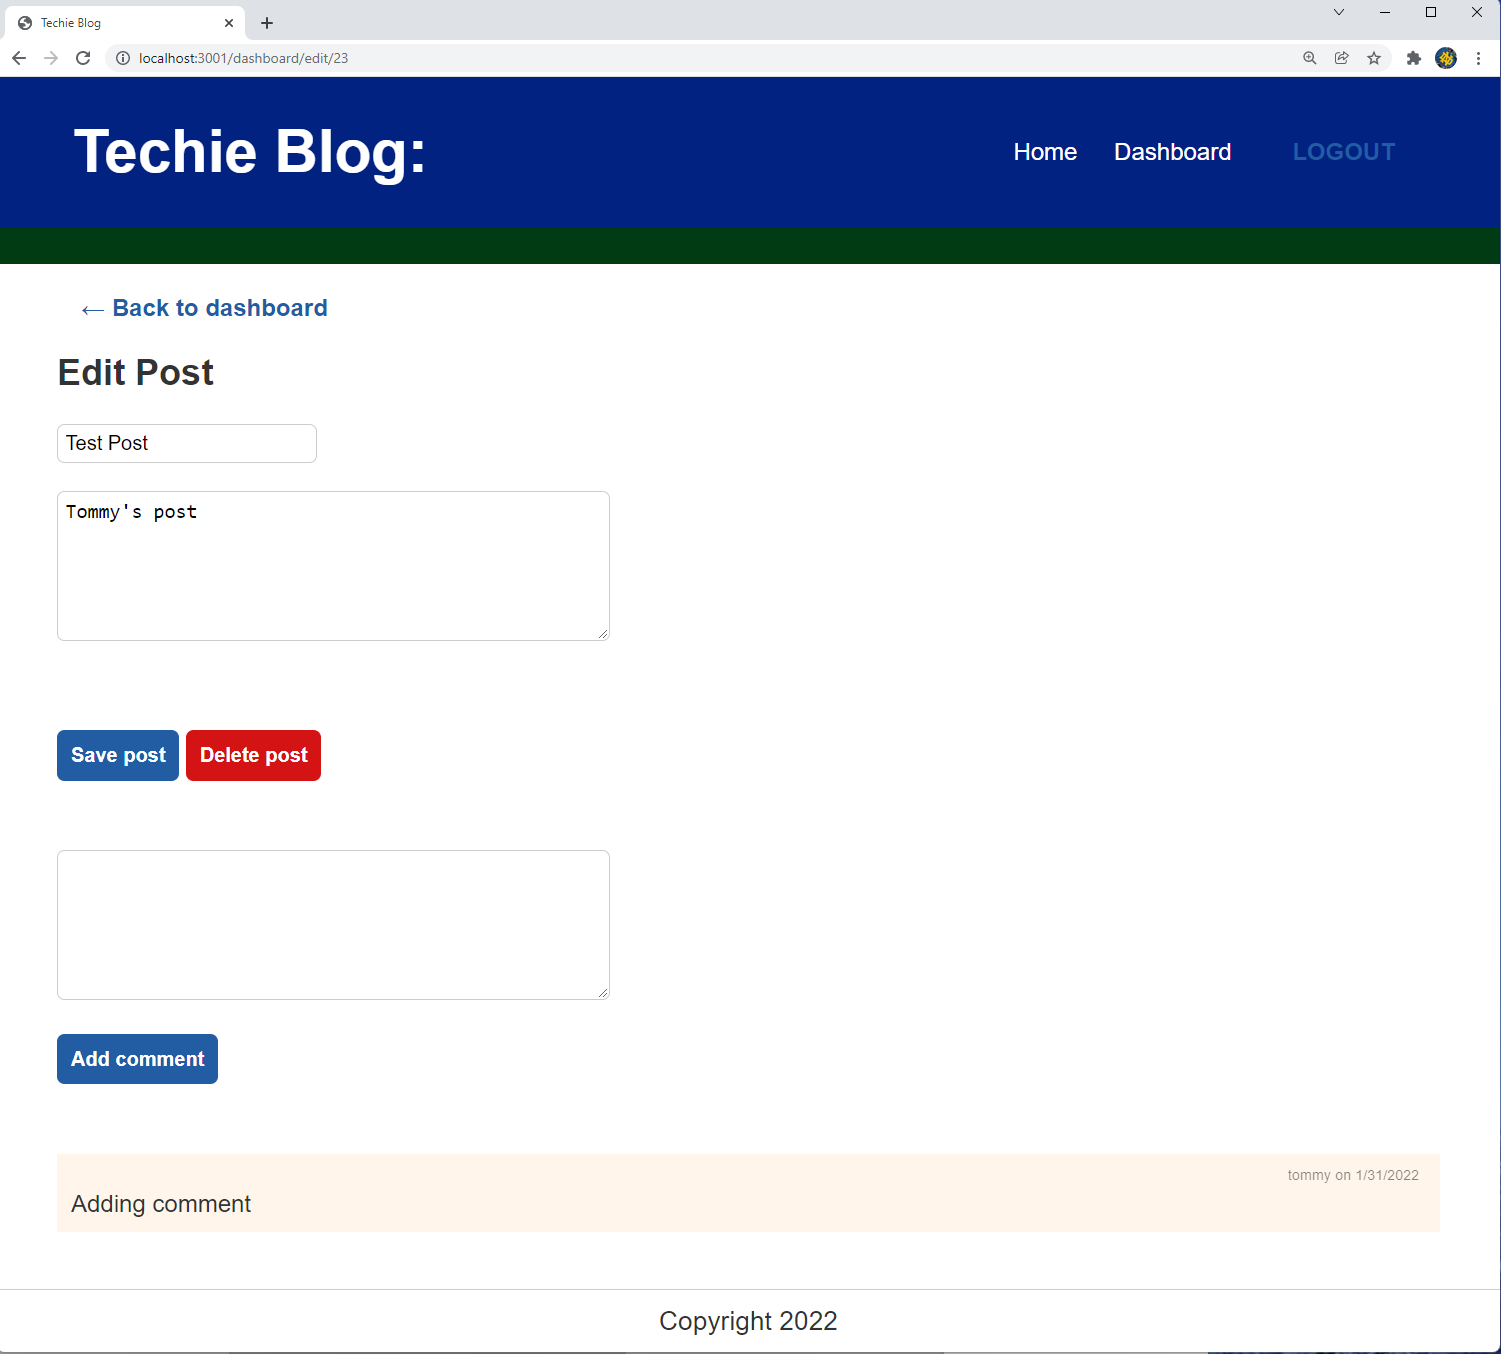 Techie Blog
localhost:3001/dashboard/edit/23
Techie Blog:
Home Dashboard LOGOUT
← Back to dashboard
Edit Post
Test Post
Tommy's post
Save post Delete post
Add comment
tommy on 1/31/2022
Adding comment
Copyright 2022